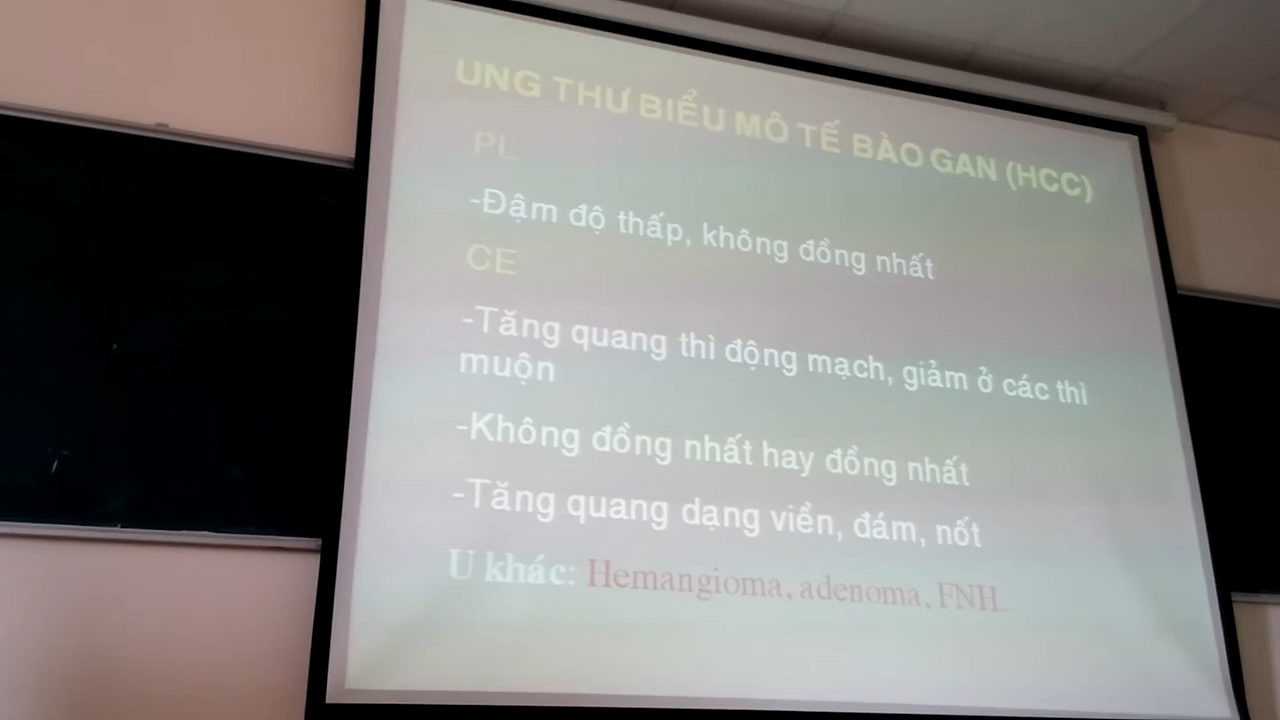 UNG THƯ BIỂU MÔ TẾ BÀO GAN (HCC)
PL
-Đậm độ thấp, không đồng nhất
CE
-Tăng quang thì động mạch, giảm ở các thì
muộn
-Không đồng nhất hay đồng nhất
-Tăng quang dạng viền, đám, nốt
U khác: Hemangioma, adenoma, FNH...